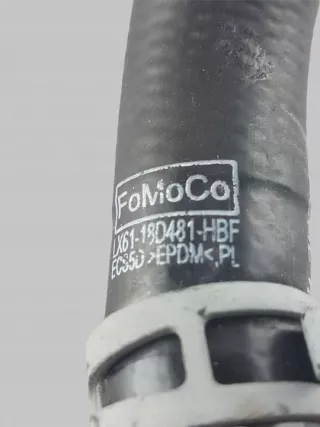 FoMoCo
LX61-18D481-HBF
EC35D >EPDM<,PL